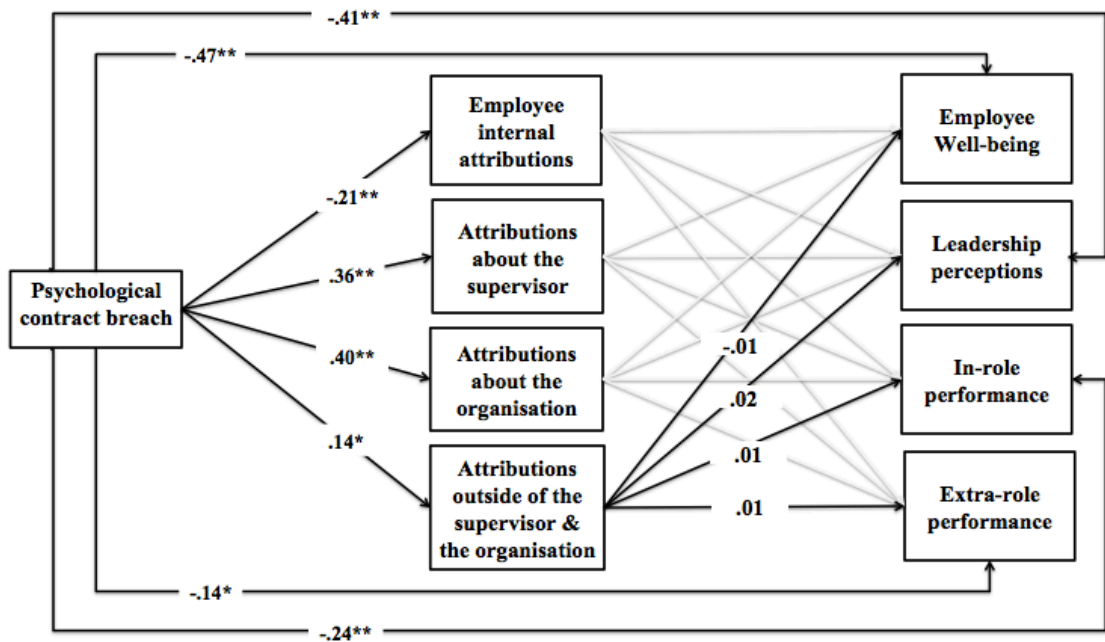 -.41**
-.47**
Employee
internal
attributions
Employee
Well-being
-.21**
Attributions
about the
supervisor
Leadership
perceptions
.36**
Psychological
contract breach
-.01
.40**
Attributions
about the
organisation
.02
In-role
performance
.14*
.01
Attributions
outside of the
supervisor &
the organisation
.01
Extra-role
performance
-.14*
-.24**